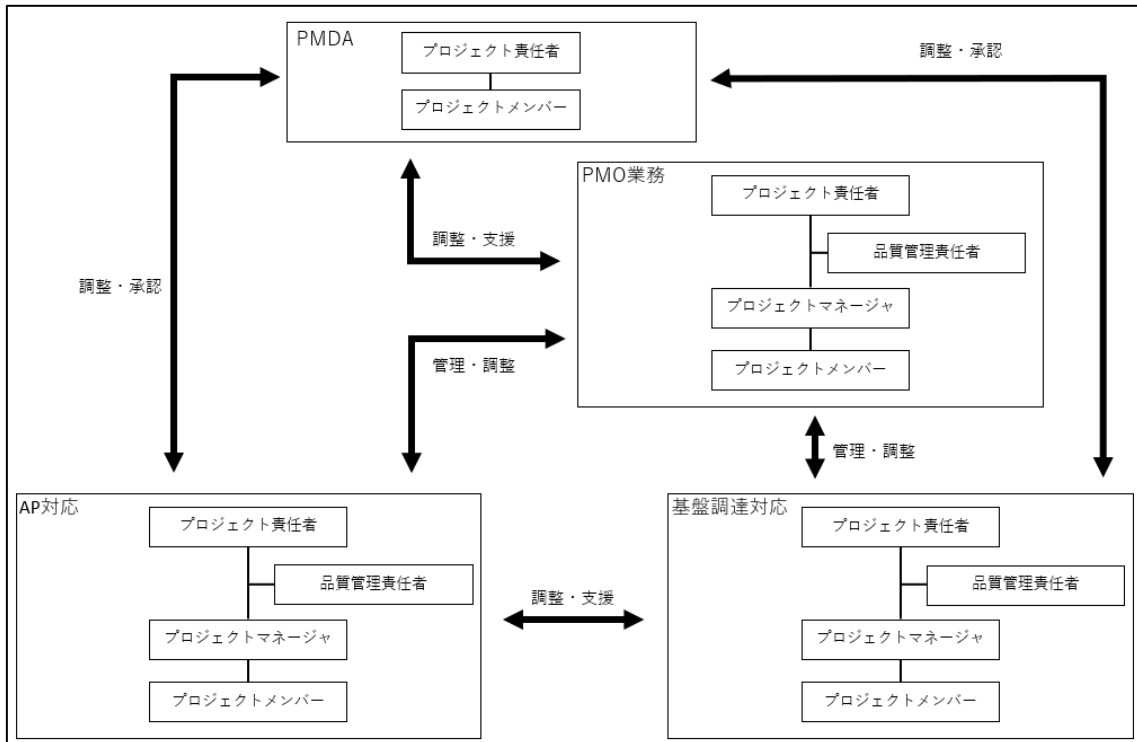 PMDA
プロジェクト責任者
プロジェクトメンバー
調整・承認
PMO業務
プロジェクト責任者
品質管理責任者
プロジェクトマネージャ
プロジェクトメンバー
調整・支援
調整・承認
管理・調整
管理・調整
AP対応
プロジェクト責任者
品質管理責任者
プロジェクトマネージャ
プロジェクトメンバー
調整・支援
基盤調達対応
プロジェクト責任者
品質管理責任者
プロジェクトマネージャ
プロジェクトメンバー